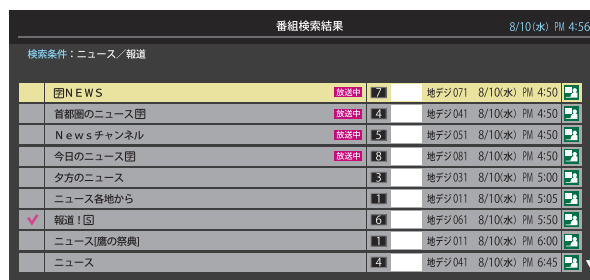 番組検索結果 8/10(水) PM 4:56
検索条件：ニュース／報道
字ＮＥＷＳ 放送中 7 地デジ071 8/10(水) PM 4:50
首都圏のニュース字 放送中 4 地デジ041 8/10(水) PM 4:50
Ｎｅｗｓチャンネル 放送中 5 地デジ051 8/10(水) PM 4:50
今日のニュース字 放送中 8 地デジ081 8/10(水) PM 4:50
夕方のニュース 3 地デジ031 8/10(水) PM 5:00
ニュース各地から 1 地デジ011 8/10(水) PM 5:05
報道！S 6 地デジ061 8/10(水) PM 5:50
ニュース[鷹の祭典] 1 地デジ011 8/10(水) PM 6:00
ニュース 4 地デジ041 8/10(水) PM 6:45